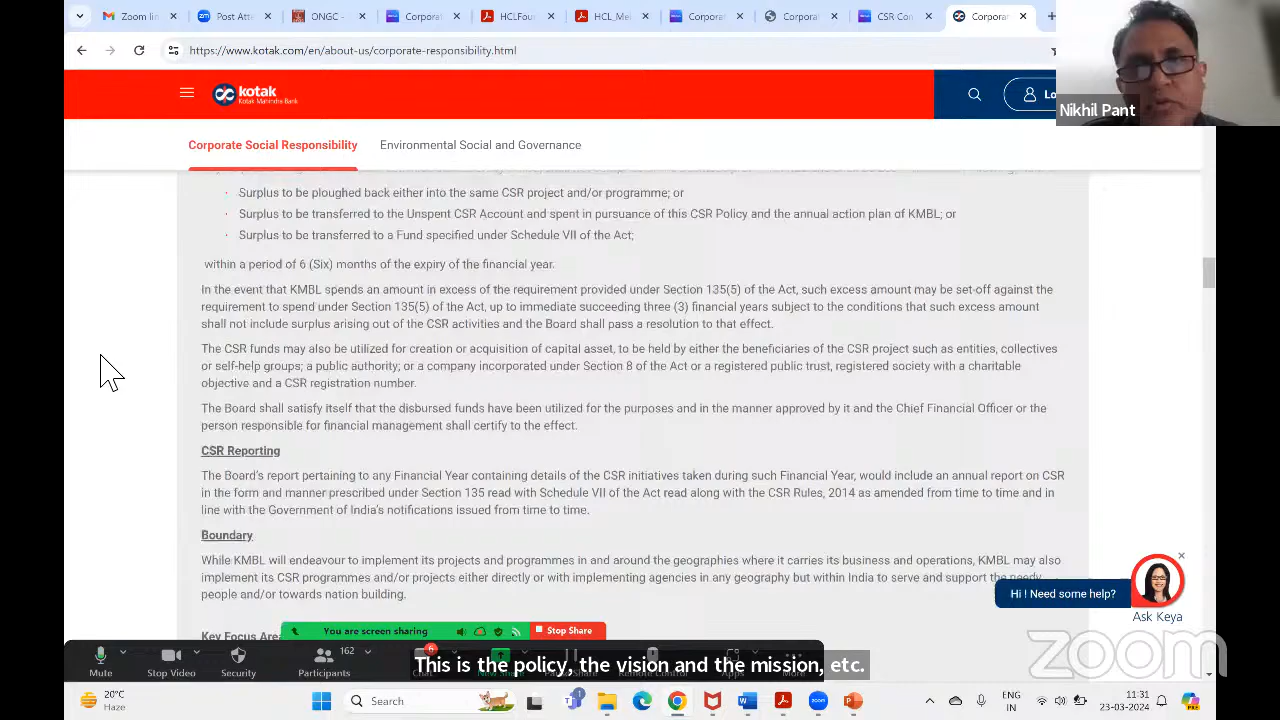 Zoom
ONGC
Respons
HCLFoun
HCL_Me
Corporat
Corporat
CSR Con
Corporat
https://www.kotak.com/en/about-us/corporate-responsibility.html
kotak
Kotak Mahindra Bank
Lo
Nikhil Pant
Corporate Social Responsibility
Environmental Social and Governance
· Surplus to be ploughed back either into the same CSR project and/or programme; or
· Surplus to be transferred to the Unspent CSR Account and spent in pursuance of this CSR Policy and the annual action plan of KMBL; or
· Surplus to be transferred to a Fund specified under Schedule VII of the Act;
within a period of 6 (Six) months of the expiry of the financial year.
In the event that KMBL spends an amount in excess of the requirement provided under Section 135(5) of the Act, such excess amount may be set-off against the
requirement to spend under Section 135(5) of the Act, up to immediate succeeding three (3) financial years subject to the conditions that such excess amount
shall not include surplus arising out of the CSR activities and the Board shall pass a resolution to that effect.
The CSR funds may also be utilized for creation or acquisition of capital asset, to be held by either the beneficiaries of the CSR project such as entities, collectives
or self-help groups; a public authority; or a company incorporated under Section 8 of the Act or a registered public trust, registered society with a charitable
objective and a CSR registration number.
The Board shall satisfy itself that the disbursed funds have been utilized for the purposes and in the manner approved by it and the Chief Financial Officer or the
person responsible for financial management shall certify to the effect.
CSR Reporting
The Board's report pertaining to any Financial Year containing details of the CSR initiatives taken during such Financial Year, would include an annual report on CSR
in the form and manner prescribed under Section 135 read with Schedule VII of the Act read along with the CSR Rules, 2014 as amended from time to time and in
line with the Government of India's notifications issued from time to time.
Boundary
While KMBL will endeavour to implement its projects and programmes in and around the geographies where it carries its business and operations, KMBL may also
implement its CSR programmes and/or projects either directly or with implementing agencies in any geography but within India to serve and support the needy
people and/or towards nation building.
Hi ! Need some help?
Ask Keya
Key Focus Area
You are screen sharing
Stop Share
162
6
Mute
Stop Video
Security
Participants
Chat
New Share
Remote Control
Apps
More
This is the policy, the vision and the mission, etc.
zoom
20°C
Haze
Search
ENG
IN
11:31
23-03-2024